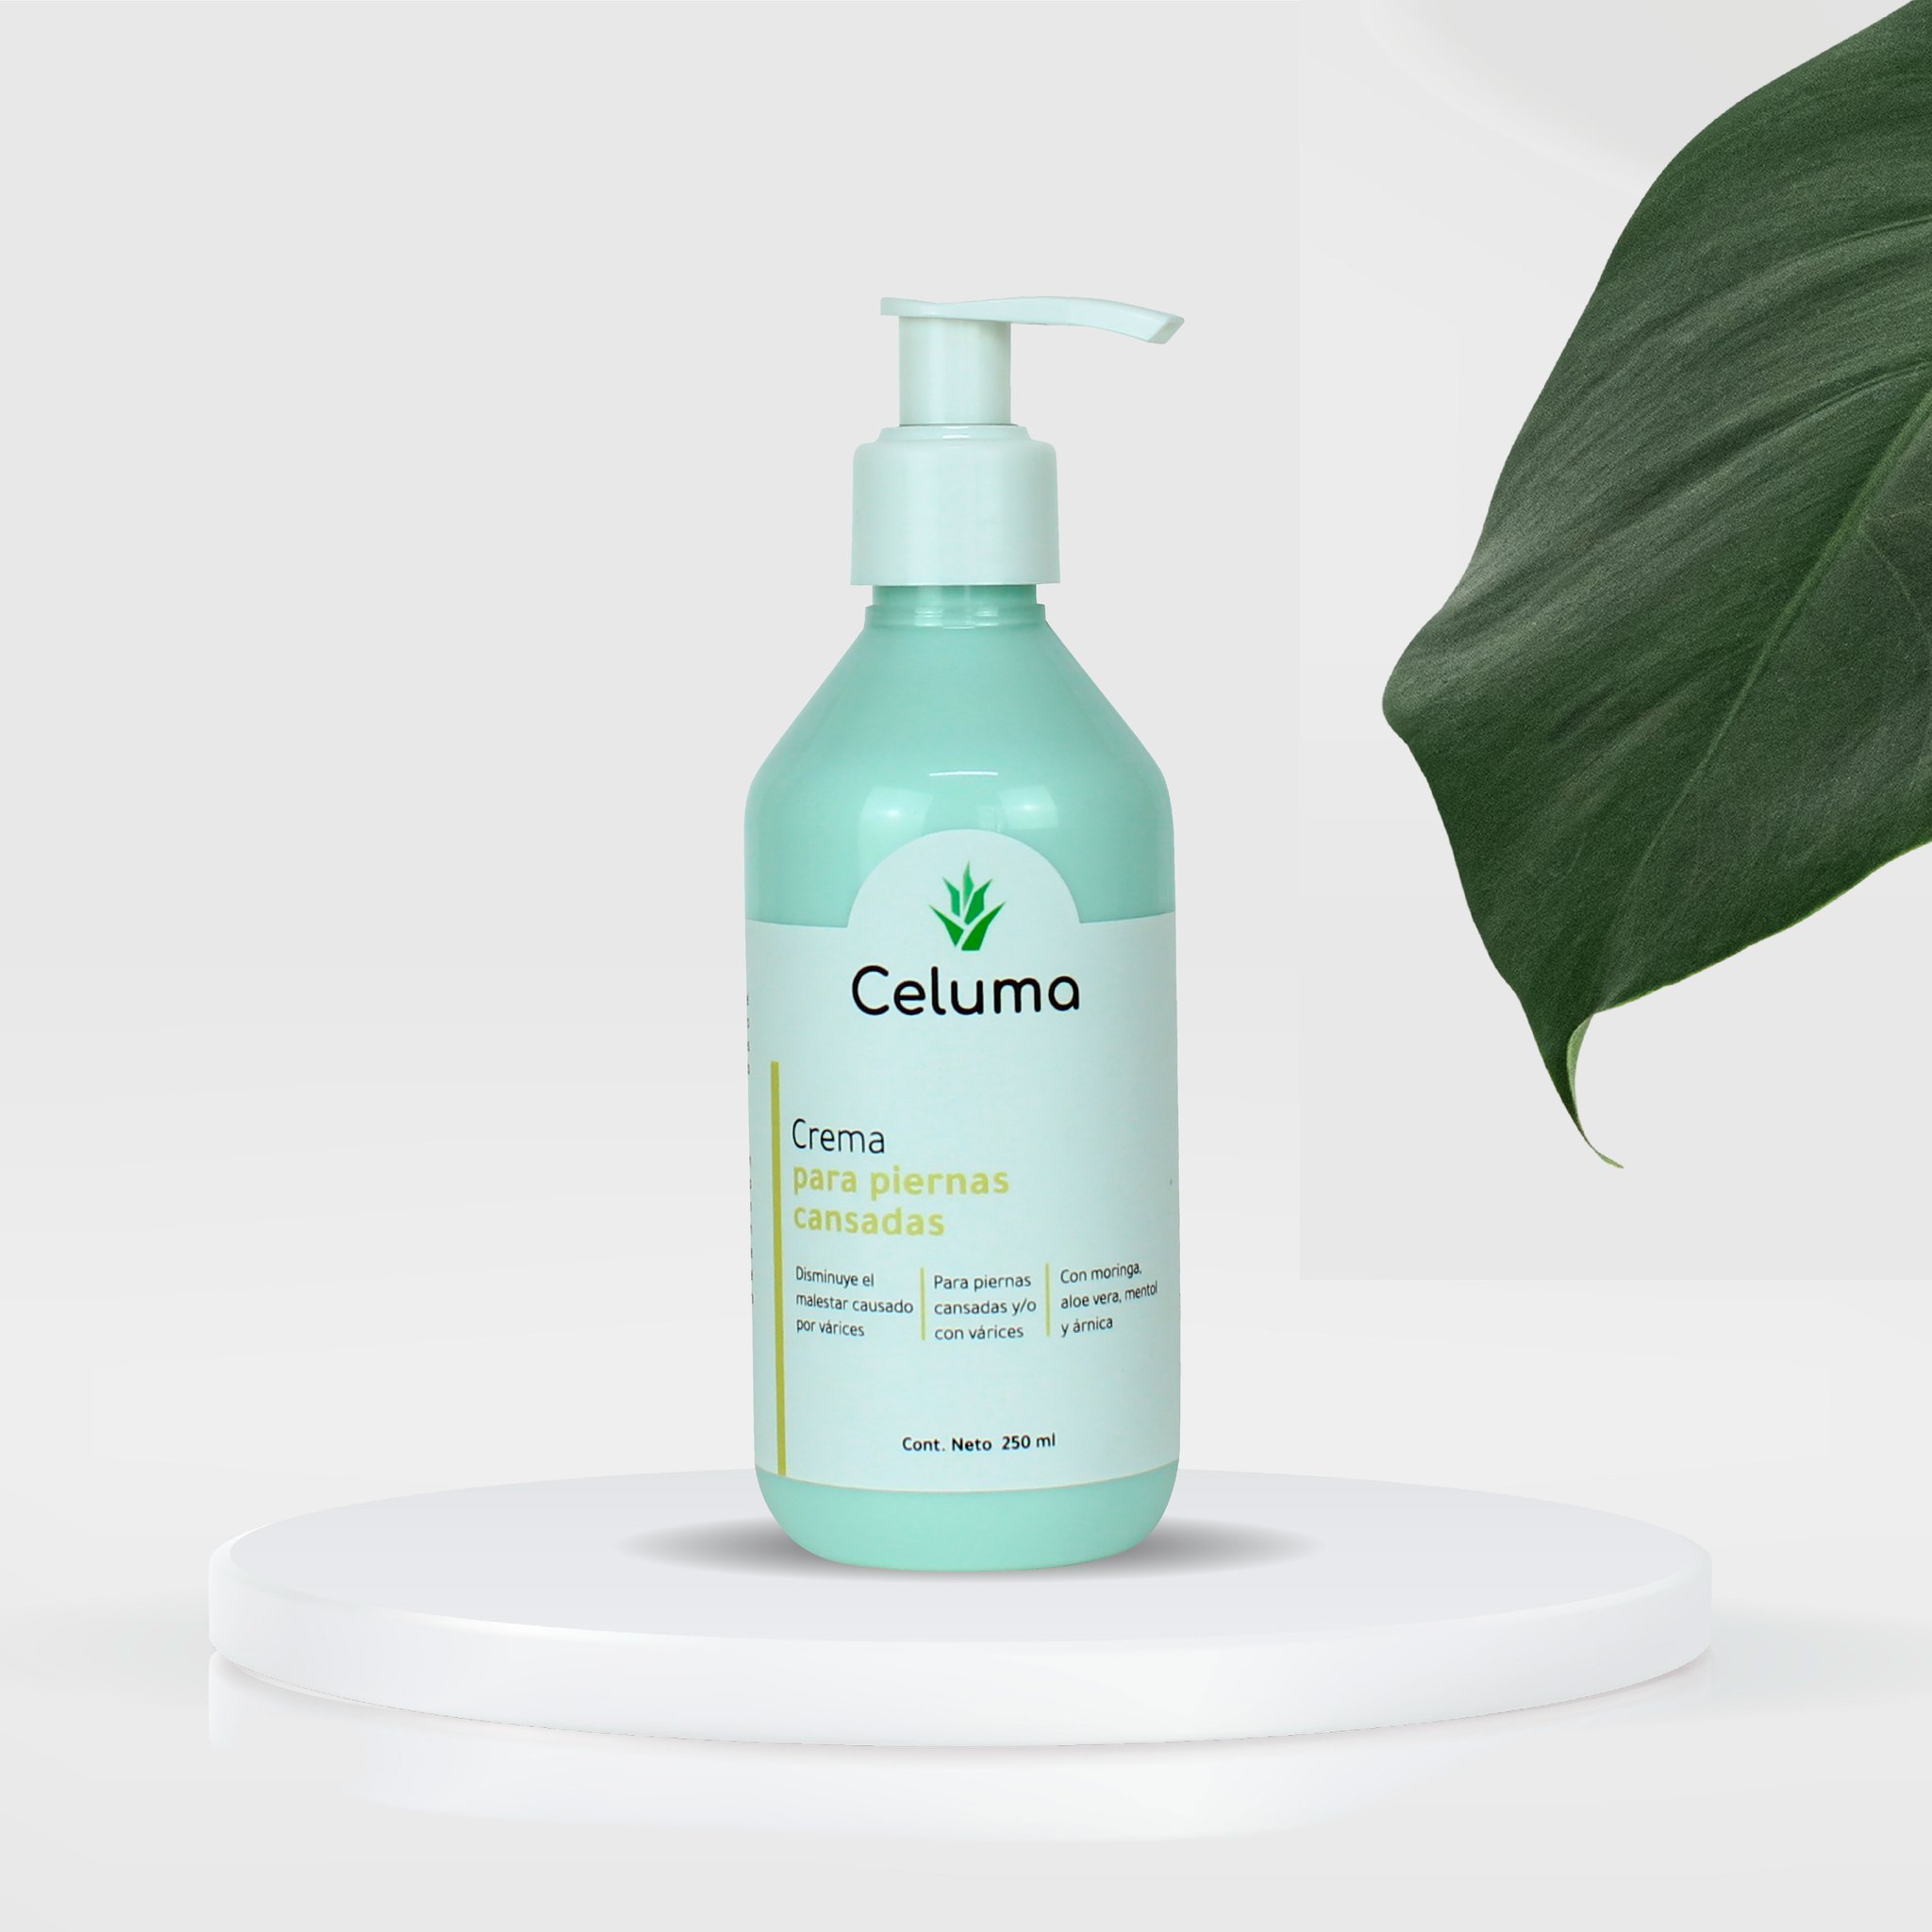 Celuma
Crema
para piernas
cansadas
Disminuye el
malestar causado
por várices
Para piernas
cansadas y/o
con várices
Con moringa,
aloe vera, mentol
y árnica
Cont. Neto 250 ml